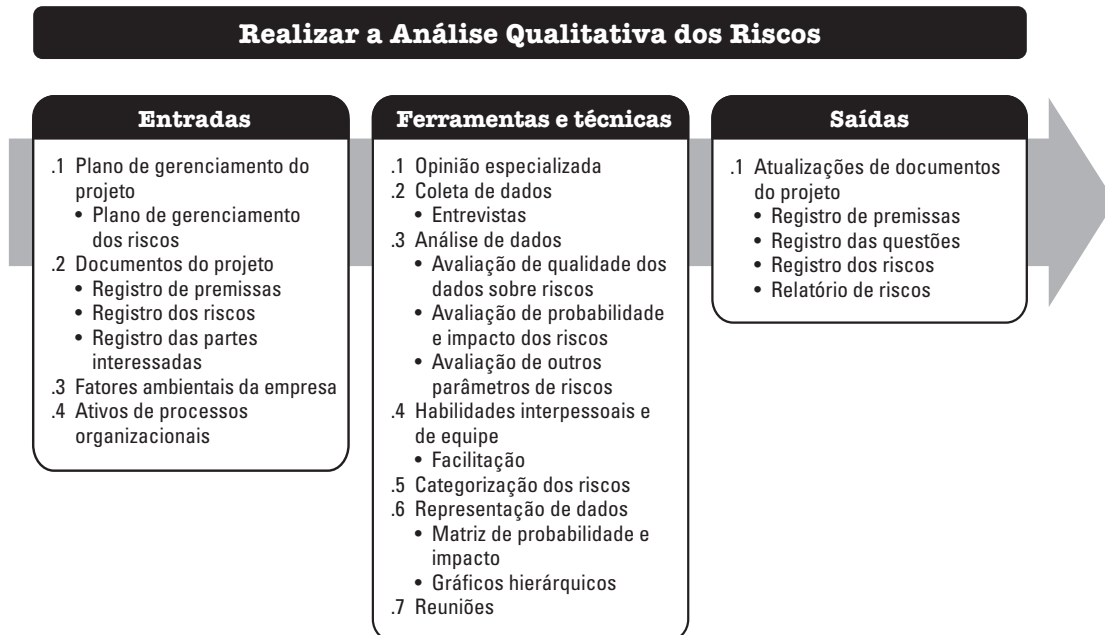 Realizar a Análise Qualitativa dos Riscos
Entradas
.1 Plano de gerenciamento do
projeto
• Plano de gerenciamento
dos riscos
.2 Documentos do projeto
• Registro de premissas
• Registro dos riscos
• Registro das partes
interessadas
.3 Fatores ambientais da empresa
.4 Ativos de processos
organizacionais
Ferramentas e técnicas
.1 Opinião especializada
.2 Coleta de dados
• Entrevistas
.3 Análise de dados
• Avaliação de qualidade dos
dados sobre riscos
• Avaliação de probabilidade
e impacto dos riscos
• Avaliação de outros
parâmetros de riscos
.4 Habilidades interpessoais e
de equipe
• Facilitação
.5 Categorização dos riscos
.6 Representação de dados
• Matriz de probabilidade e
impacto
• Gráficos hierárquicos
.7 Reuniões
Saídas
.1 Atualizações de documentos
do projeto
• Registro de premissas
• Registro das questões
• Registro dos riscos
• Relatório de riscos